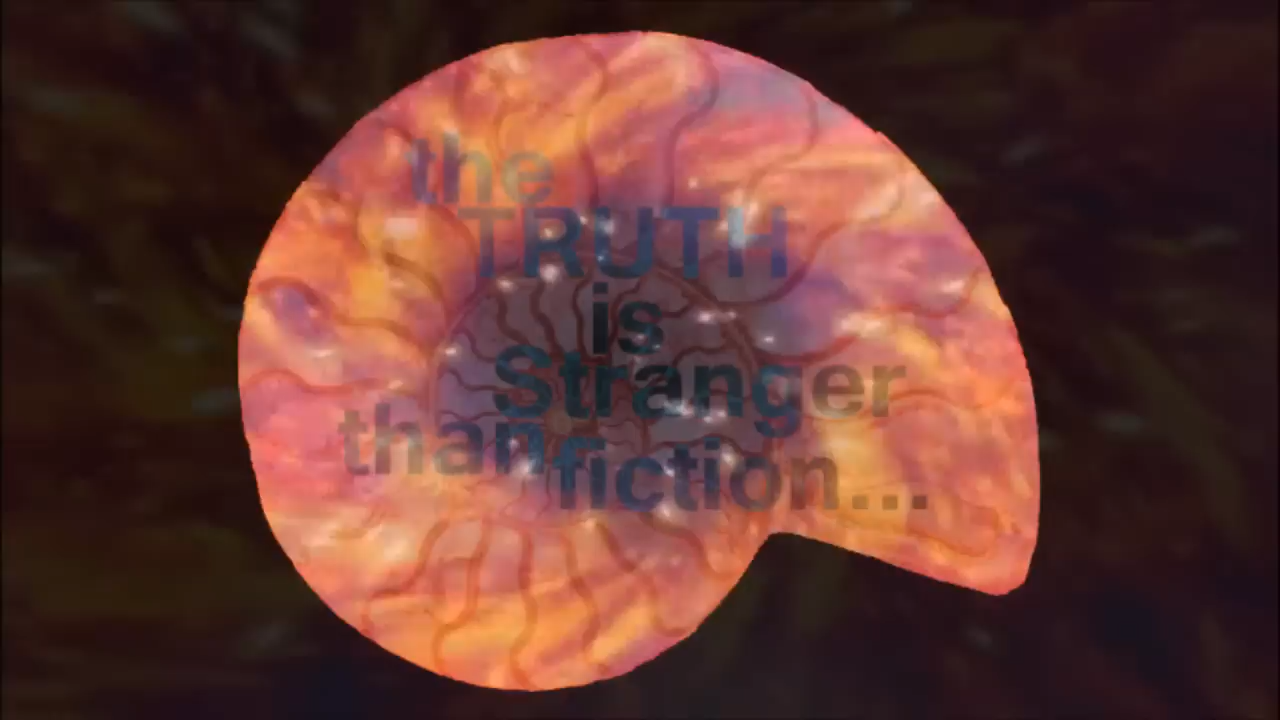 the
TRUTH
is
Stranger
than
fiction...